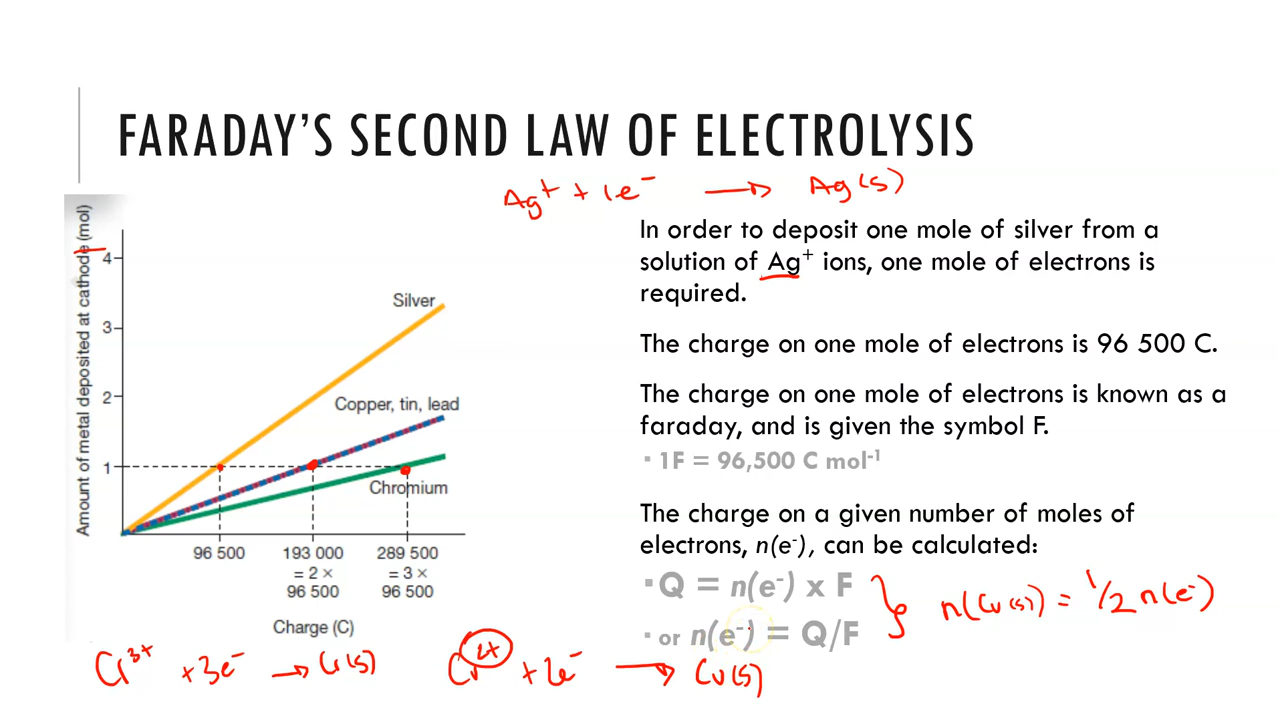 FARADAY'S SECOND LAW OF ELECTROLYSIS
Ag⁺ + 1e⁻ → Ag(s)
Amount of metal deposited at cathode (mol)
4
3
2
1
Silver
Copper, tin, lead
Chromium
96 500
193 000
= 2 ×
96 500
289 500
= 3 ×
96 500
Charge (C)
In order to deposit one mole of silver from a
solution of Ag⁺ ions, one mole of electrons is
required.
The charge on one mole of electrons is 96 500 C.
The charge on one mole of electrons is known as a
faraday, and is given the symbol F.
▪ 1F = 96,500 C mol⁻¹
The charge on a given number of moles of
electrons, n(e⁻), can be calculated:
▪ Q = n(e⁻) x F
▪ or n(e⁻) = Q/F
n(Cu(s)) = 1/2 n(e⁻)
Cr³⁺ + 3e⁻ → Cr(s)
Cu²⁺ + 2e⁻ → Cu(s)